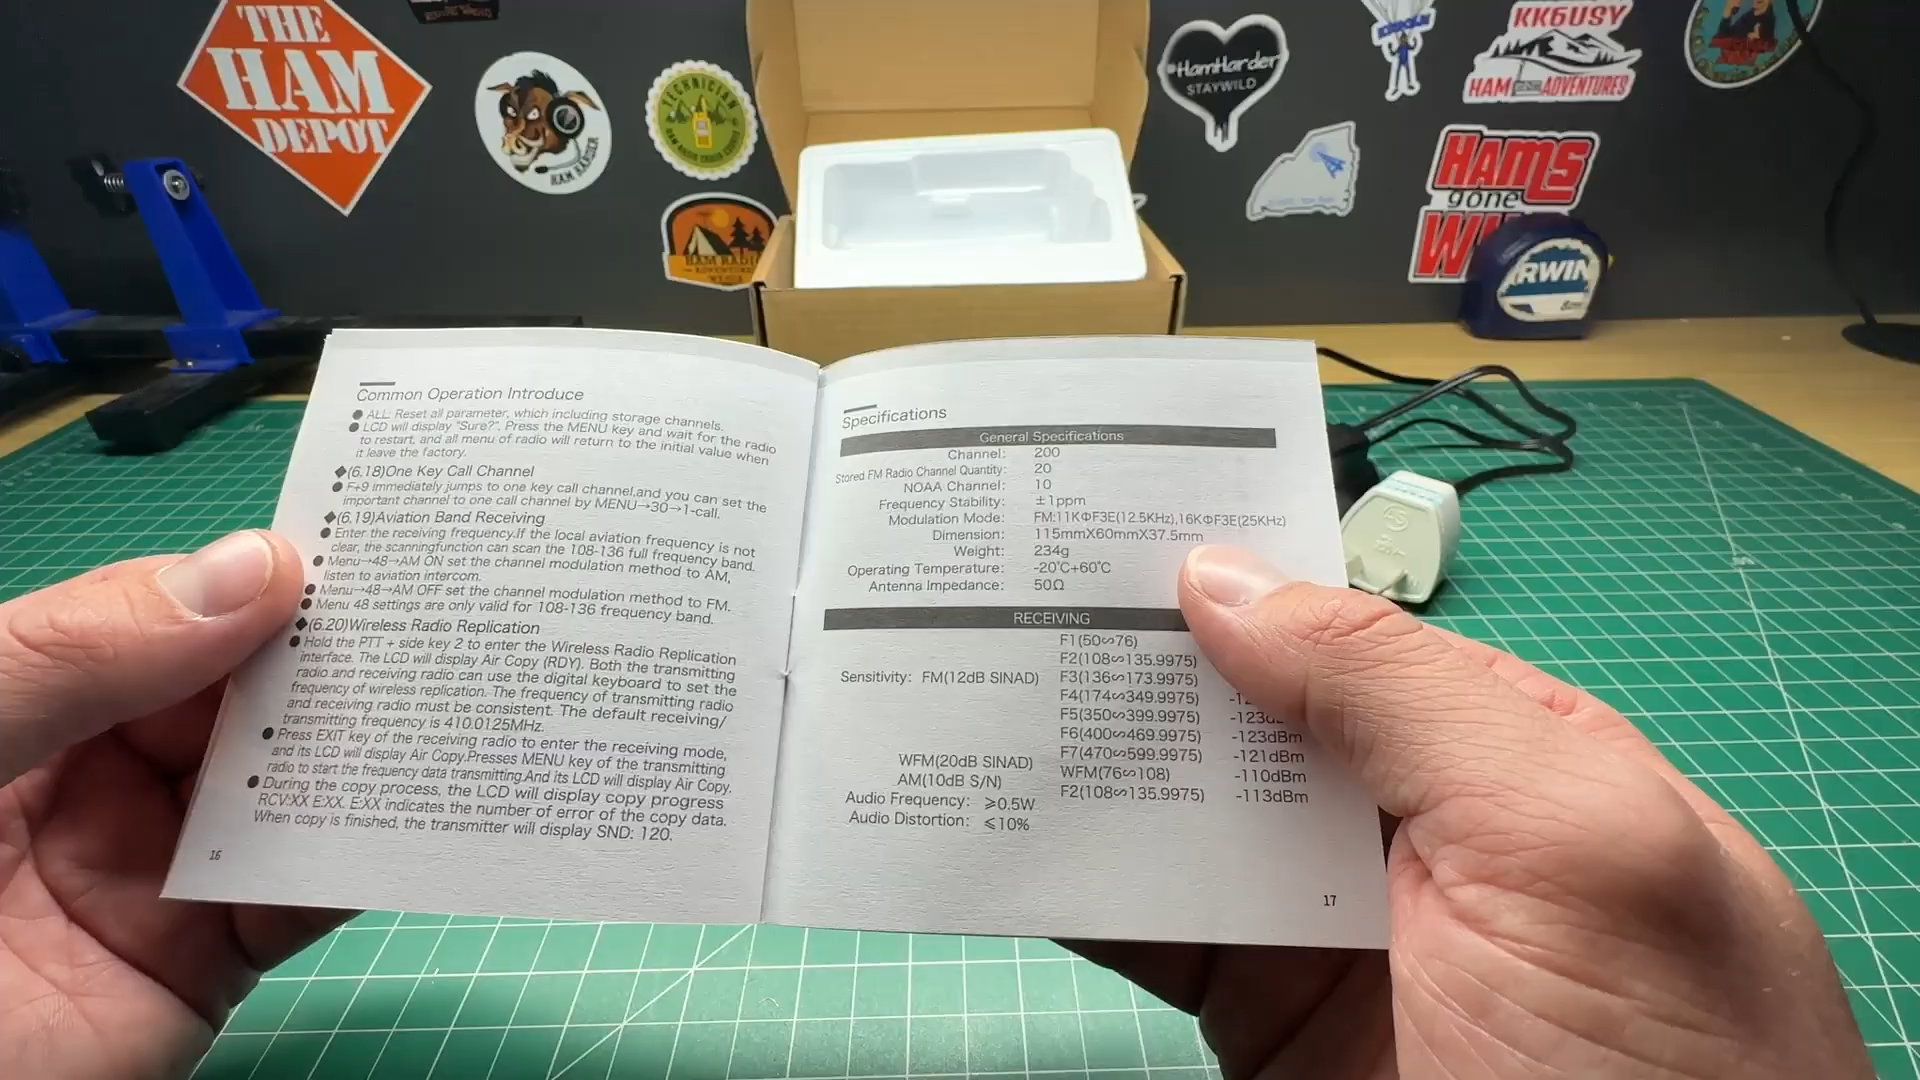 THE
HAM
DEPOT
HAM HARDER
TECHNICIAN
HAM RADIO CRASH COURSE
HAM RADIO
#HamHarder
STAYWILD
KK6USY
HAM AND ADVENTURES
HAMS
gone
RWIN
Common Operation Introduce
● ALL: Reset all parameter, which including storage channels.
● LCD will display "Sure?". Press the MENU key and wait for the radio
to restart, and all menu of radio will return to the initial value when
it leave the factory.
◆(6.18)One Key Call Channel
● F+9 immediately jumps to one key call channel,and you can set the
important channel to one call channel by MENU→30→1-call.
◆(6.19)Aviation Band Receiving
● Enter the receiving frequency.If the local aviation frequency is not
clear, the scanningfunction can scan the 108-136 full frequency band.
● Menu→48→AM ON set the channel modulation method to AM,
listen to aviation intercom.
● Menu→48→AM OFF set the channel modulation method to FM.
● Menu 48 settings are only valid for 108-136 frequency band.
◆(6.20)Wireless Radio Replication
● Hold the PTT + side key 2 to enter the Wireless Radio Replication
interface. The LCD will display Air Copy (RDY). Both the transmitting
radio and receiving radio can use the digital keyboard to set the
frequency of wireless replication. The frequency of transmitting radio
and receiving radio must be consistent. The default receiving/
transmitting frequency is 410.0125MHz.
● Press EXIT key of the receiving radio to enter the receiving mode,
and its LCD will display Air Copy.Presses MENU key of the transmitting
radio to start the frequency data transmitting.And its LCD will display Air Copy.
● During the copy process, the LCD will display copy progress
RCV:XX E:XX. E:XX indicates the number of error of the copy data.
When copy is finished, the transmitter will display SND: 120.
16
Specifications
General Specifications
Channel: 200
Stored FM Radio Channel Quantity: 20
NOAA Channel: 10
Frequency Stability: ±1ppm
Modulation Mode: FM:11KΦF3E(12.5KHz),16KΦF3E(25KHz)
Dimension: 115mmX60mmX37.5mm
Weight: 234g
Operating Temperature: -20℃+60℃
Antenna Impedance: 50Ω
RECEIVING
F1(50∽76)
F2(108∽135.9975)
Sensitivity: FM(12dB SINAD) F3(136∽173.9975)
F4(174∽349.9975)
F5(350∽399.9975)
F6(400∽469.9975) -123dBm
F7(470∽599.9975) -121dBm
WFM(20dB SINAD) WFM(76∽108) -110dBm
AM(10dB S/N) F2(108∽135.9975) -113dBm
Audio Frequency: ⩾0.5W
Audio Distortion: ⩽10%
17